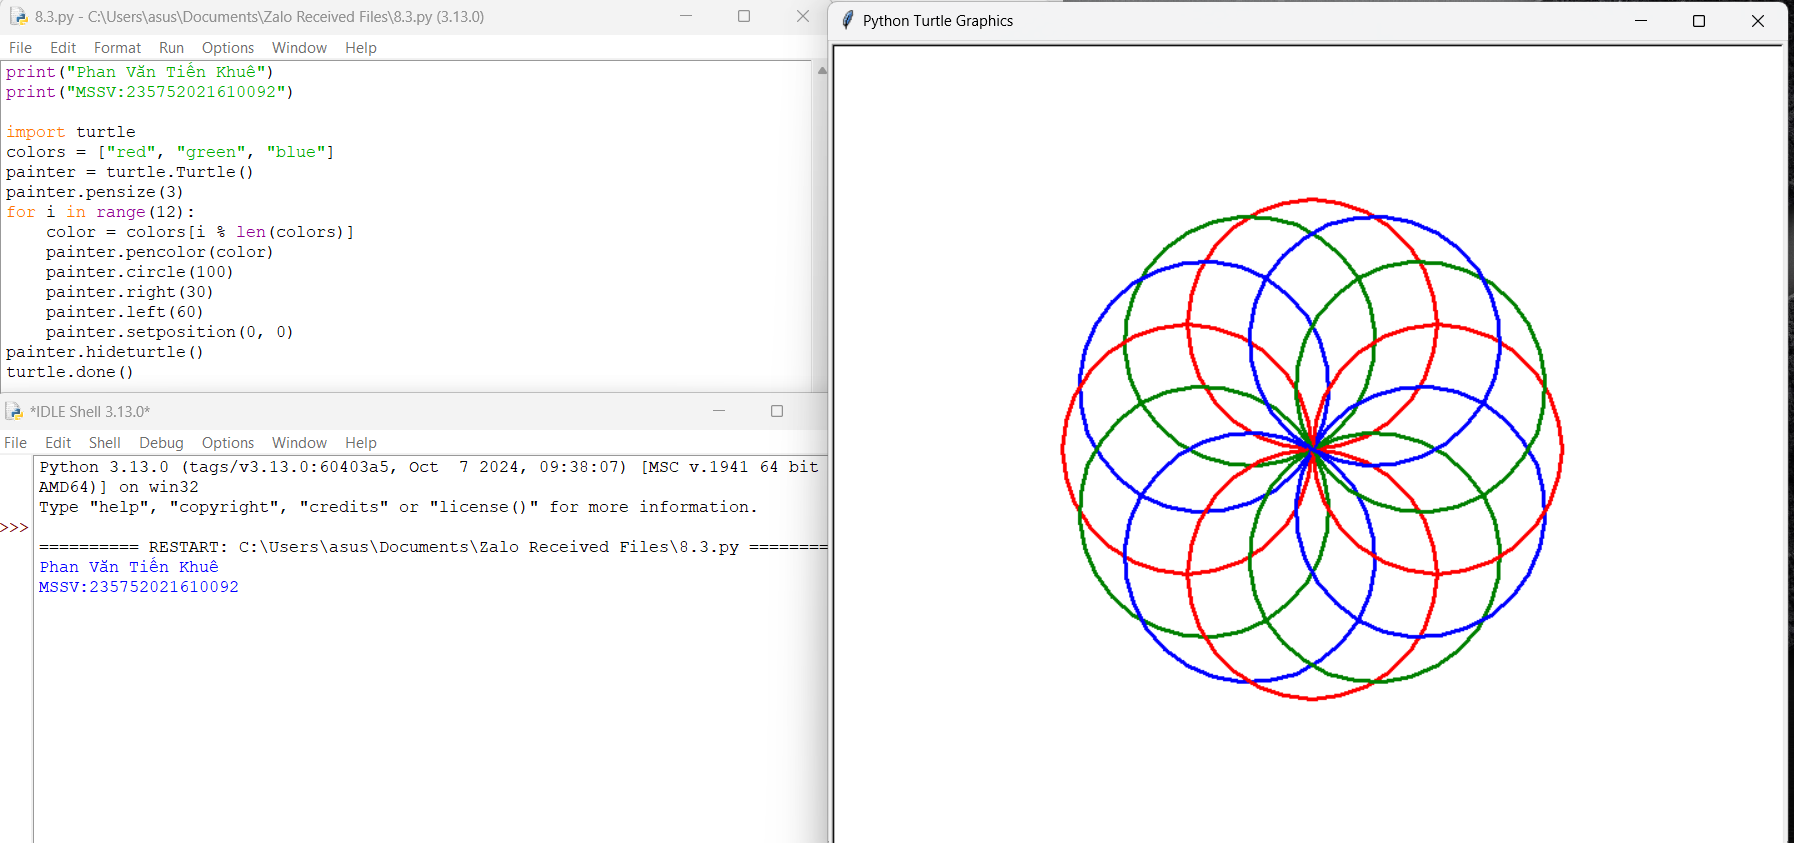 8.3.py - C:\Users\asus\Documents\Zalo Received Files\8.3.py (3.13.0)
File Edit Format Run Options Window Help
print("Phan Văn Tiến Khuê")
print("MSSV:235752021610092")
import turtle
colors = ["red", "green", "blue"]
painter = turtle.Turtle()
painter.pensize(3)
for i in range(12):
    color = colors[i % len(colors)]
    painter.pencolor(color)
    painter.circle(100)
    painter.right(30)
    painter.left(60)
    painter.setposition(0, 0)
painter.hideturtle()
turtle.done()
*IDLE Shell 3.13.0*
File Edit Shell Debug Options Window Help
Python 3.13.0 (tags/v3.13.0:60403a5, Oct  7 2024, 09:38:07) [MSC v.1941 64 bit
AMD64)] on win32
Type "help", "copyright", "credits" or "license()" for more information.
>>>
========== RESTART: C:\Users\asus\Documents\Zalo Received Files\8.3.py ========
Phan Văn Tiến Khuê
MSSV:235752021610092
Python Turtle Graphics